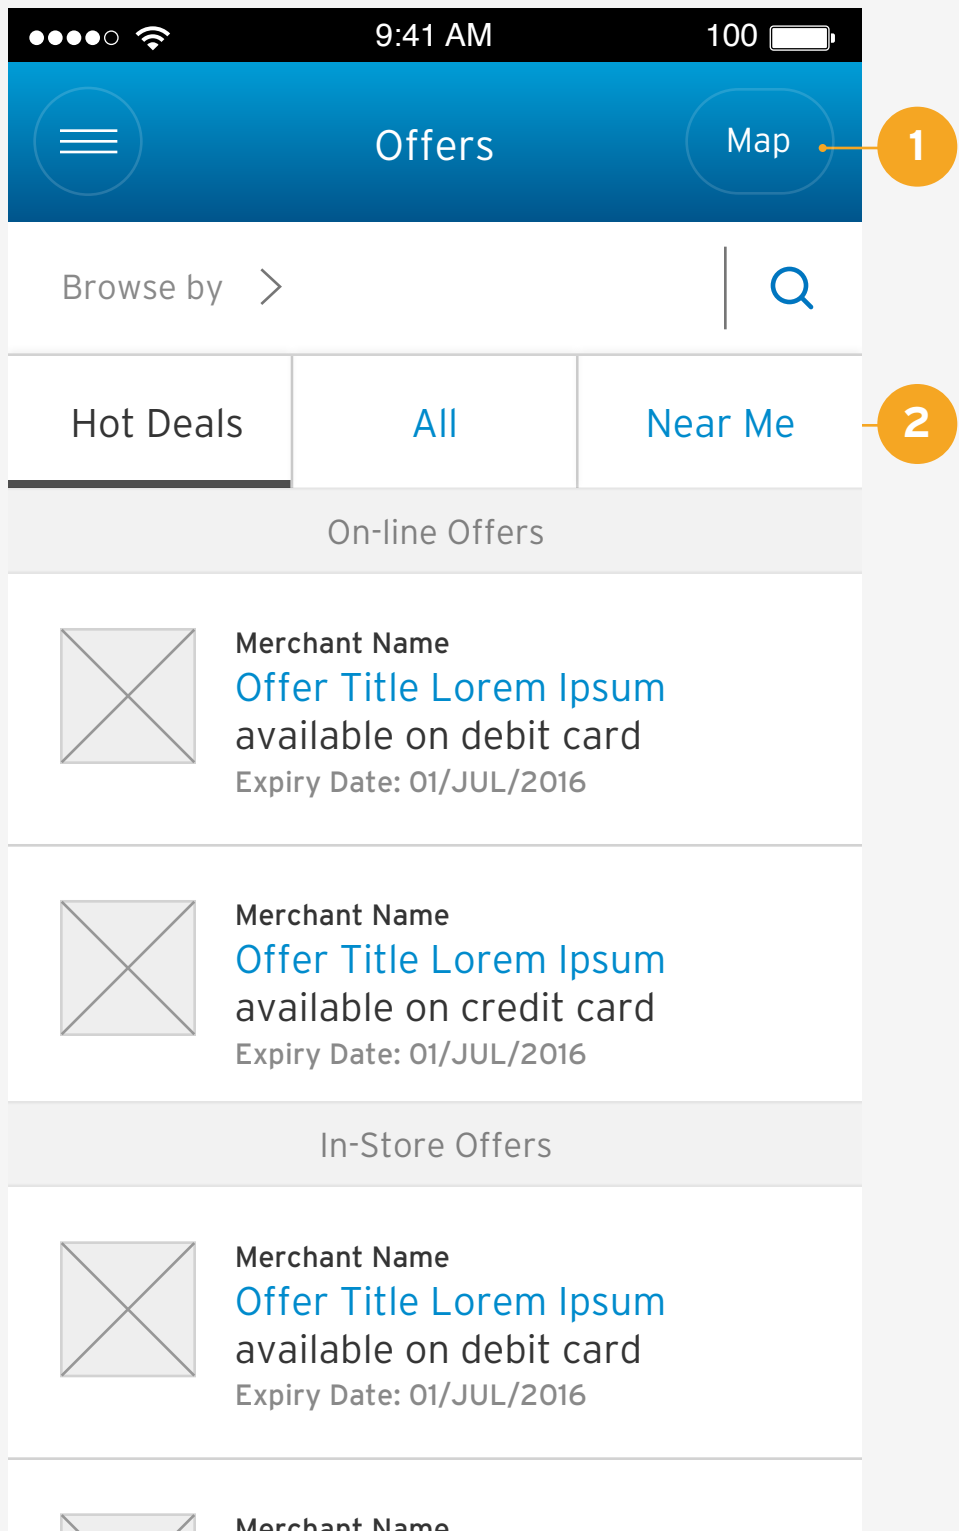 9:41 AM 100
Offers Map 1
Browse by
Hot Deals All Near Me 2
On-line Offers
Merchant Name
Offer Title Lorem Ipsum
available on debit card
Expiry Date: 01/JUL/2016
Merchant Name
Offer Title Lorem Ipsum
available on credit card
Expiry Date: 01/JUL/2016
In-Store Offers
Merchant Name
Offer Title Lorem Ipsum
available on debit card
Expiry Date: 01/JUL/2016
Merchant Name